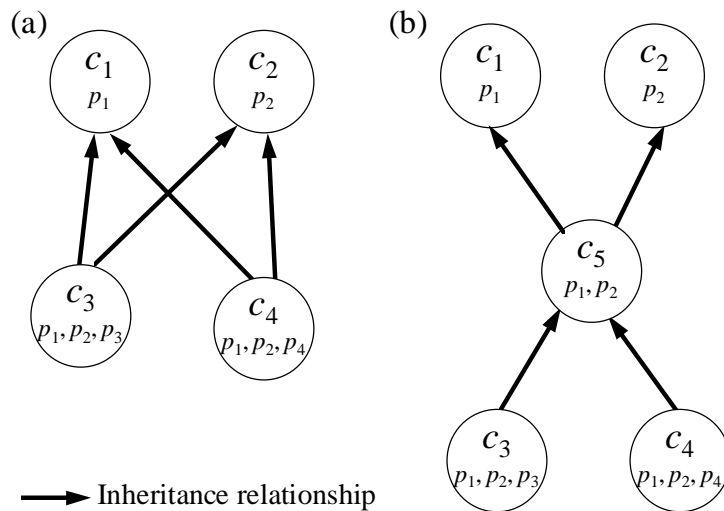 (a)
c1
p1
c2
p2
c3
p1, p2, p3
c4
p1, p2, p4
(b)
c1
p1
c2
p2
c5
p1, p2
c3
p1, p2, p3
c4
p1, p2, p4
Inheritance relationship